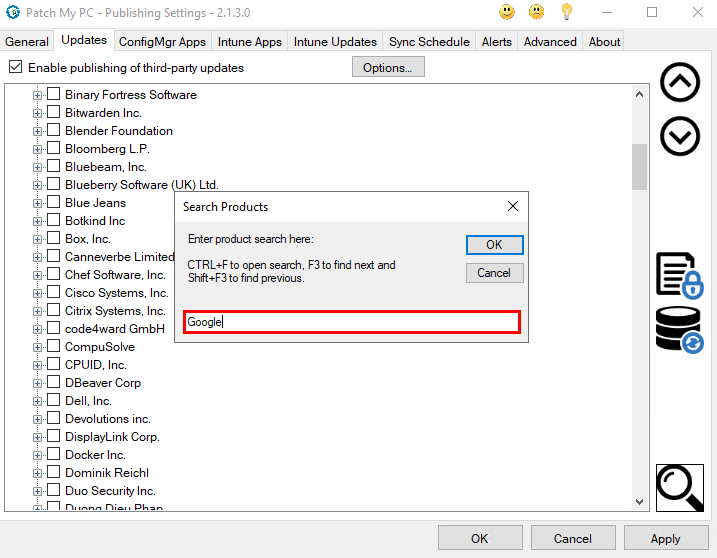 Patch My PC - Publishing Settings - 2.1.3.0
General Updates ConfigMgr Apps Intune Apps Intune Updates Sync Schedule Alerts Advanced About
Enable publishing of third-party updates Options...
Binary Fortress Software
Bitwarden Inc.
Blender Foundation
Bloomberg L.P.
Bluebeam, Inc.
Blueberry Software (UK) Ltd.
Blue Jeans
Botkind Inc
Box, Inc.
Canneverbe Limited
Chef Software, Inc.
Cisco Systems, Inc.
Citrix Systems, Inc.
code4ward GmbH
CompuSolve
CPUID, Inc.
DBeaver Corp
Dell, Inc.
Devolutions inc.
DisplayLink Corp.
Docker Inc.
Dominik Reichl
Duo Security Inc.
Duong Dieu Phap
Search Products
Enter product search here:
OK
CTRL+F to open search, F3 to find next and
Shift+F3 to find previous.
Cancel
Google
OK Cancel Apply